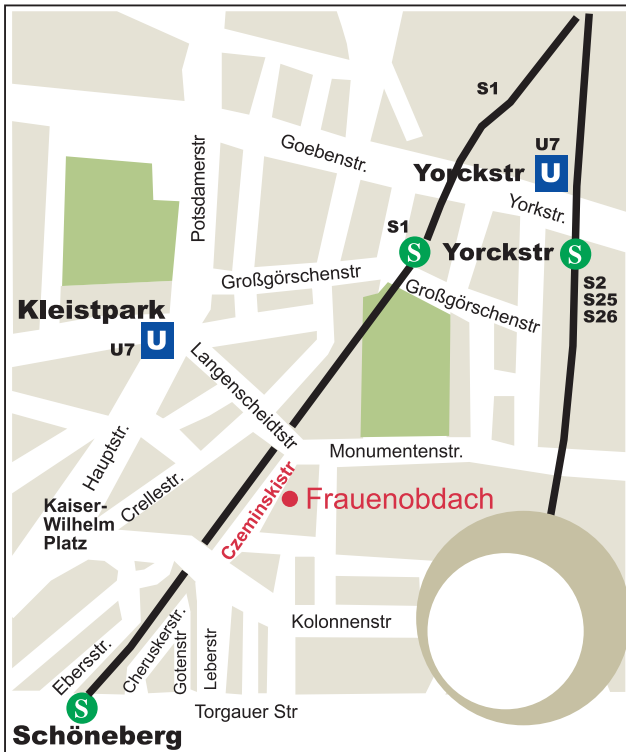 S1
Goebenstr.
U7
Yorckstr U
Potsdamerstr
Yorkstr.
S1
S
Yorckstr S
Großgörschenstr
S2
S25
S26
Großgörschenstr
Kleistpark
U7 U
Langenscheidtstr
Hauptstr.
Monumentenstr.
Crellestr.
Czeminskistr
Frauenobdach
Kaiser-
Wilhelm
Platz
Kolonnenstr
Ebersstr.
Cheruskerstr.
Gotenstr
Leberstr
S
Torgauer Str
Schöneberg